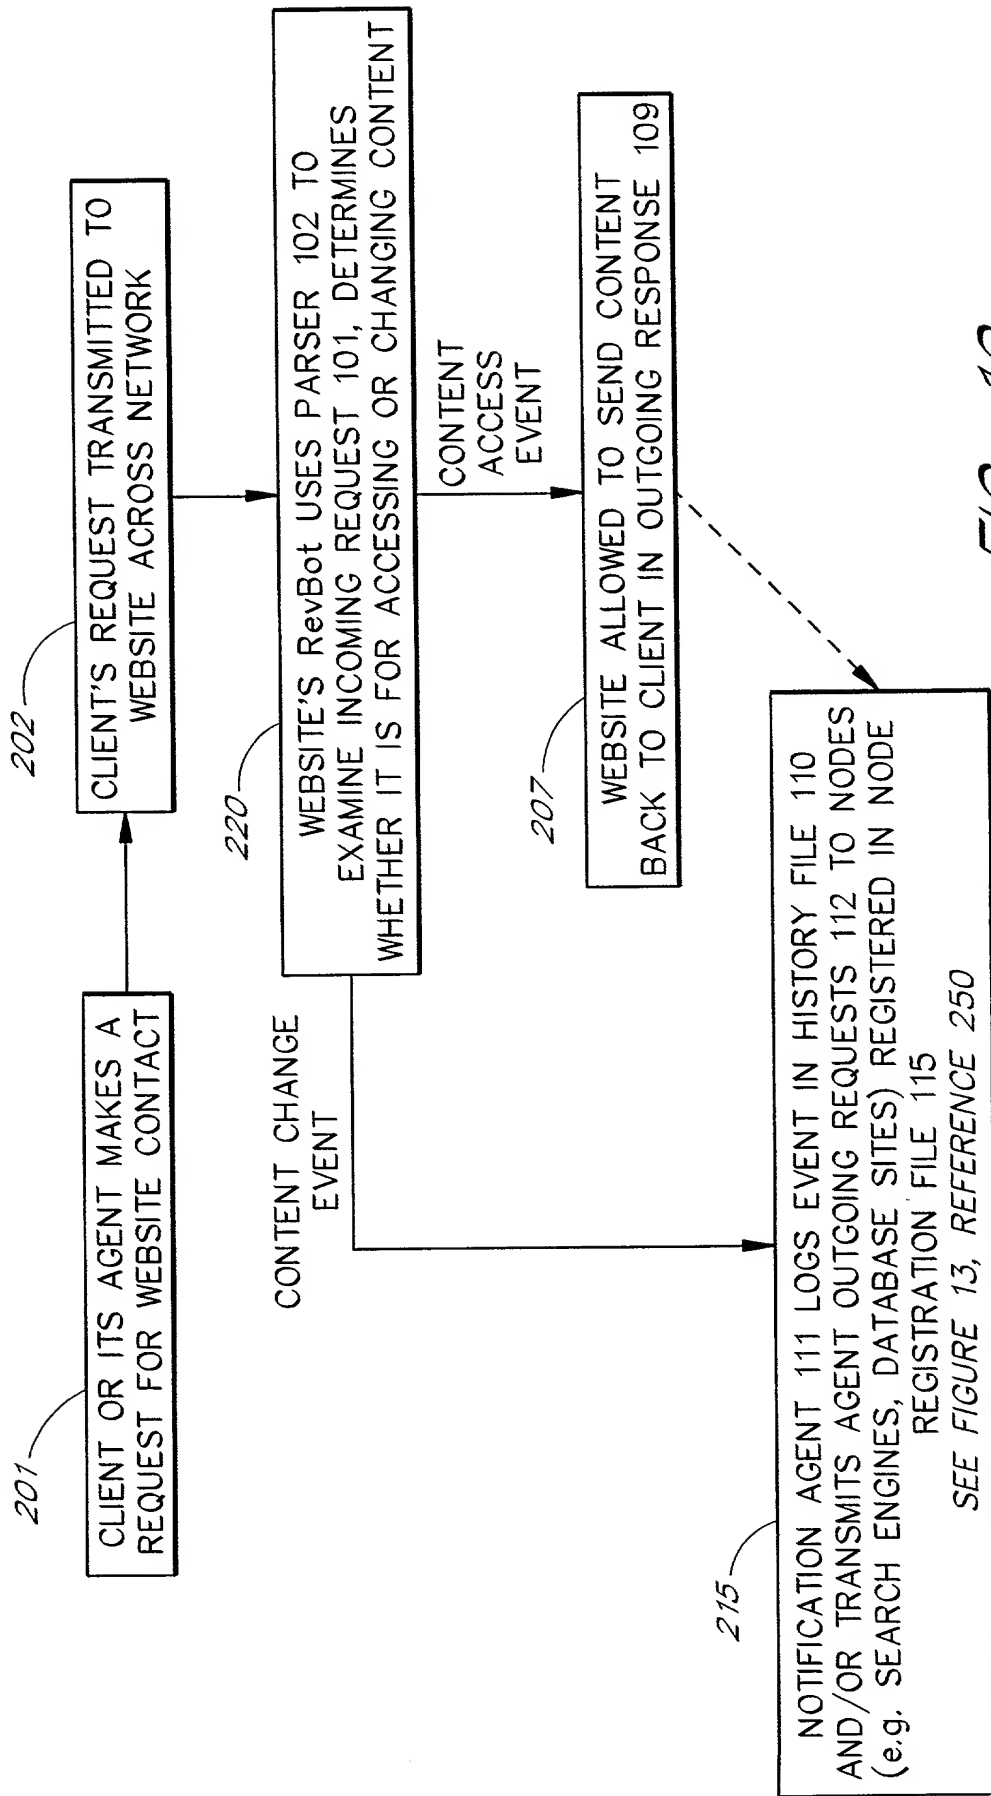 201
CLIENT OR ITS AGENT MAKES A
REQUEST FOR WEBSITE CONTACT
202
CLIENT'S REQUEST TRANSMITTED TO
WEBSITE ACROSS NETWORK
220
WEBSITE'S RevBot USES PARSER 102 TO
EXAMINE INCOMING REQUEST 101, DETERMINES
WHETHER IT IS FOR ACCESSING OR CHANGING CONTENT
CONTENT CHANGE
EVENT
CONTENT
ACCESS
EVENT
207
WEBSITE ALLOWED TO SEND CONTENT
BACK TO CLIENT IN OUTGOING RESPONSE 109
215
NOTIFICATION AGENT 111 LOGS EVENT IN HISTORY FILE 110
AND/OR TRANSMITS AGENT OUTGOING REQUESTS 112 TO NODES
(e.g. SEARCH ENGINES, DATABASE SITES) REGISTERED IN NODE
REGISTRATION FILE 115
SEE FIGURE 13, REFERENCE 250